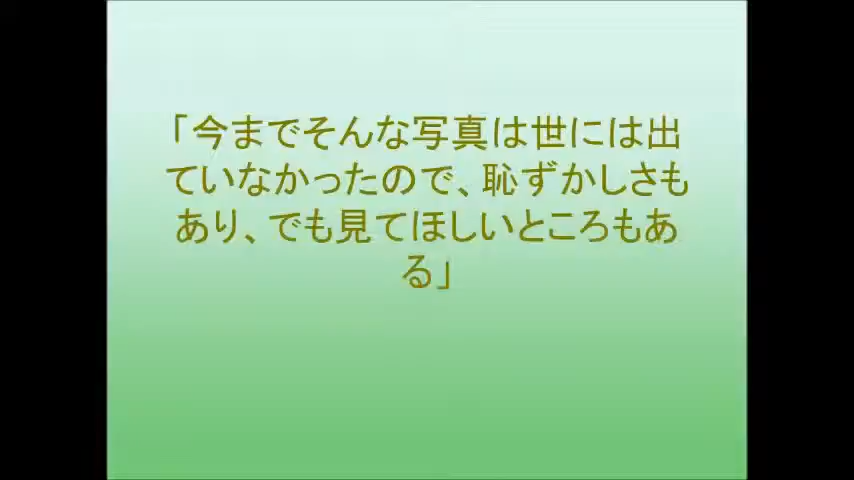 「今までそんな写真は世には出
ていなかったので、恥ずかしさも
あり、でも見てほしいところもあ
る」